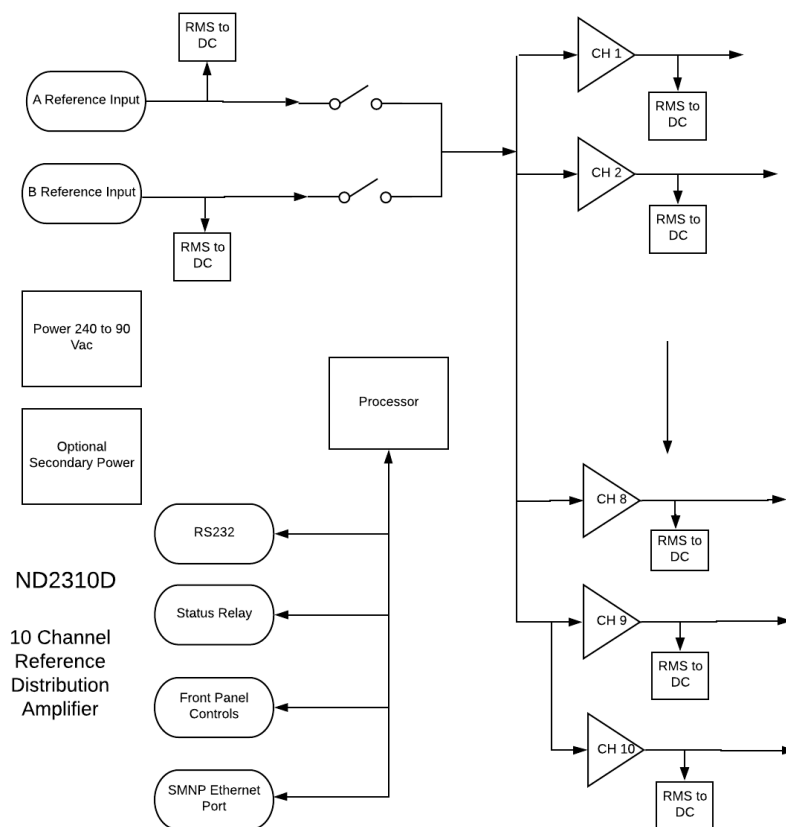 RMS to
DC
CH 1
A Reference Input
RMS to
DC
CH 2
B Reference Input
RMS to
DC
RMS to
DC
Power 240 to 90
Vac
Processor
Optional
Secondary Power
CH 8
RS232
RMS to
DC
ND2310D
Status Relay
CH 9
10 Channel
Reference
Distribution
Amplifier
RMS to
DC
Front Panel
Controls
CH 10
SMNP Ethernet
Port
RMS to
DC